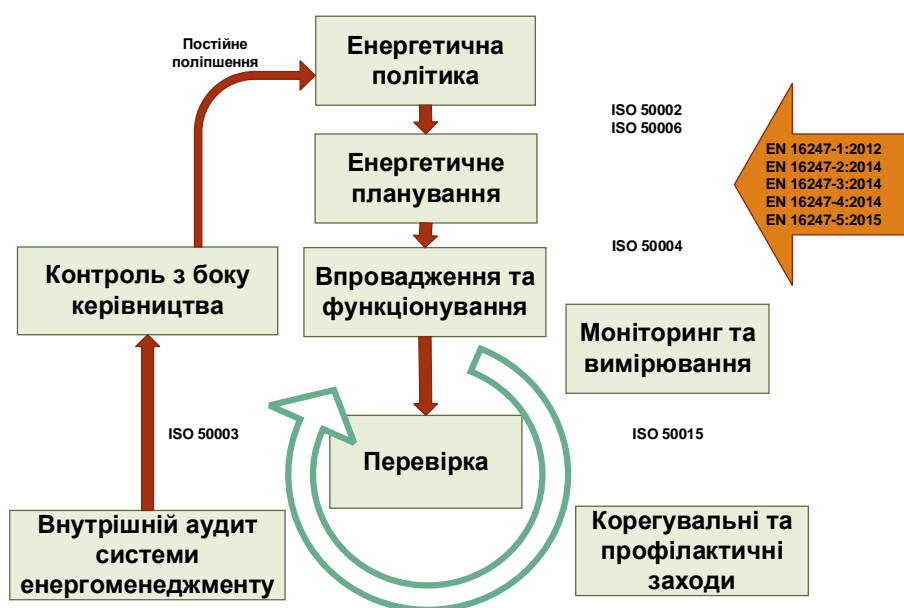 Постійне
поліпшення
Енергетична
політика
ISO 50002
ISO 50006
EN 16247-1:2012
EN 16247-2:2014
EN 16247-3:2014
EN 16247-4:2014
EN 16247-5:2015
Енергетичне
планування
ISO 50004
Контроль з боку
керівництва
Впровадження та
функціонування
Моніторинг та
вимірювання
ISO 50003
ISO 50015
Перевірка
Внутрішній аудит
системи
енергоменеджменту
Корегувальні та
профілактичні
заходи